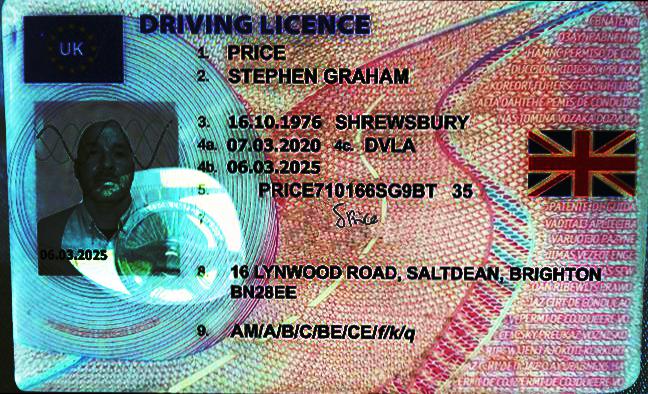 DRIVING LICENCE
UK
1. PRICE
2. STEPHEN GRAHAM
3. 16.10.1976 SHREWSBURY
4a. 07.03.2020 4c. DVLA
4b. 06.03.2025
5. PRICE710166SG9BT 35
7. SPrice
06.03.2025
8. 16 LYNWOOD ROAD, SALTDEAN, BRIGHTON
BN28EE
9. AM/A/B/C/BE/CE/f/k/q